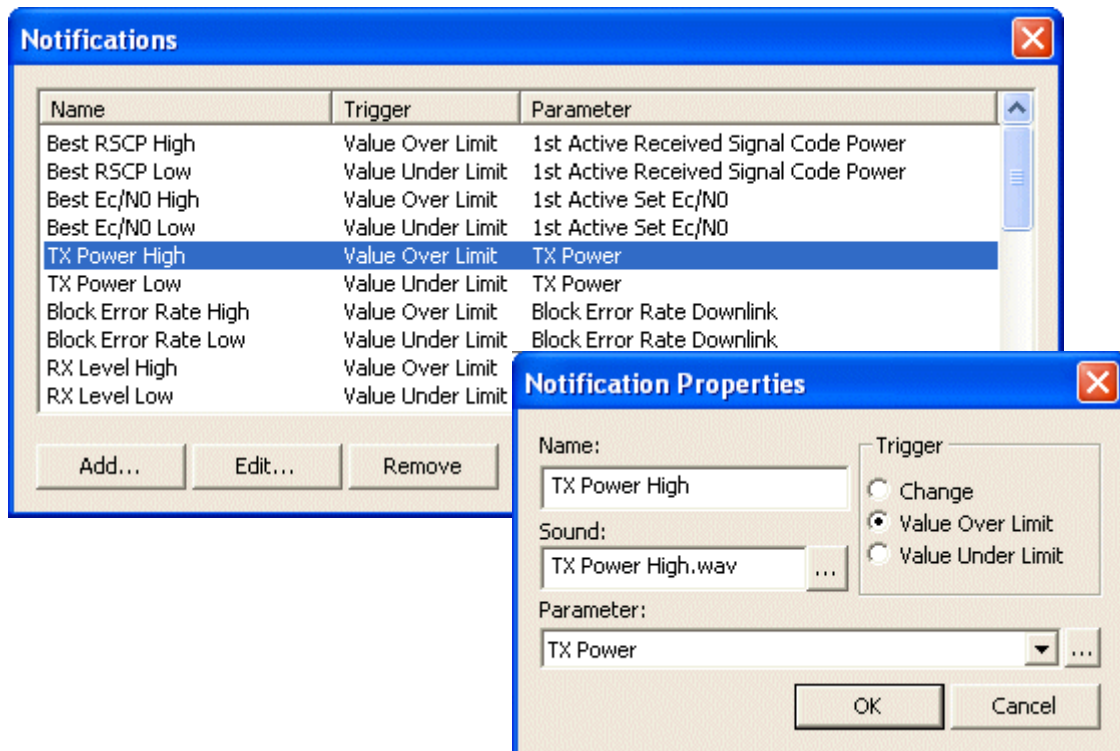 Notifications
Name Trigger Parameter
Best RSCP High Value Over Limit 1st Active Received Signal Code Power
Best RSCP Low Value Under Limit 1st Active Received Signal Code Power
Best Ec/N0 High Value Over Limit 1st Active Set Ec/N0
Best Ec/N0 Low Value Under Limit 1st Active Set Ec/N0
TX Power High Value Over Limit TX Power
TX Power Low Value Under Limit TX Power
Block Error Rate High Value Over Limit Block Error Rate Downlink
Block Error Rate Low Value Under Limit Block Error Rate Downlink
RX Level High Value Over Limit
RX Level Low Value Under Limit
Add... Edit... Remove
Notification Properties
Name:
TX Power High
Sound:
TX Power High.wav ...
Trigger
Change
Value Over Limit
Value Under Limit
Parameter:
TX Power ...
OK Cancel